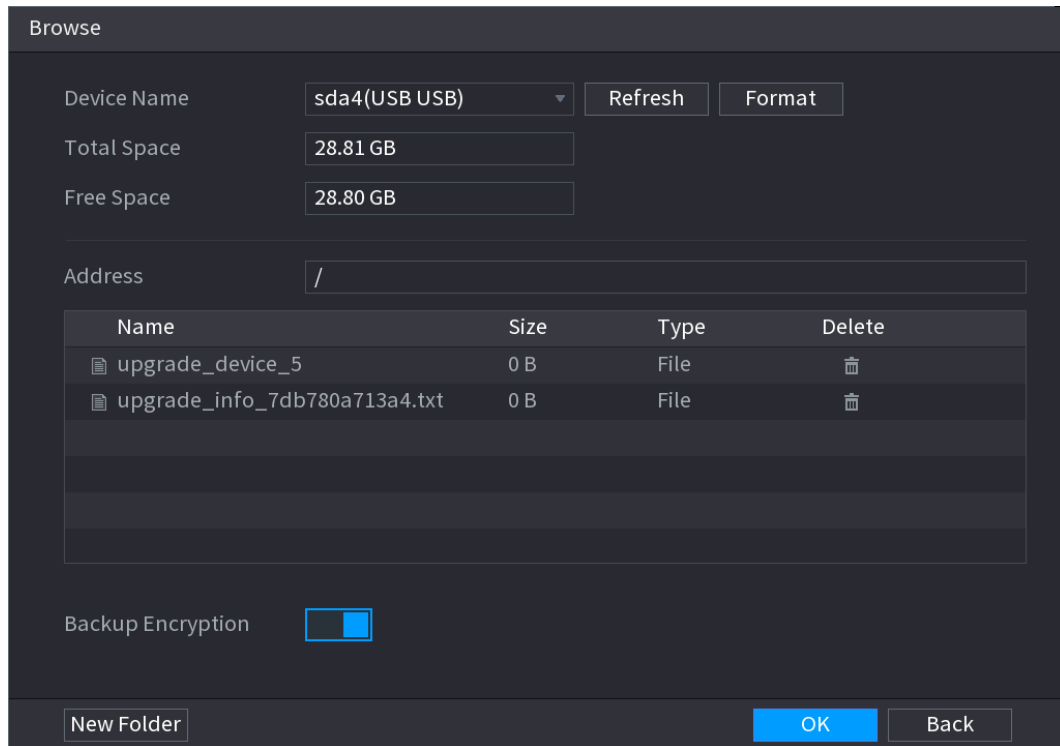 Browse
Device Name sda4(USB USB) Refresh Format
Total Space 28.81 GB
Free Space 28.80 GB
Address /
Name Size Type Delete
upgrade_device_5 0 B File
upgrade_info_7db780a713a4.txt 0 B File
Backup Encryption
New Folder OK Back